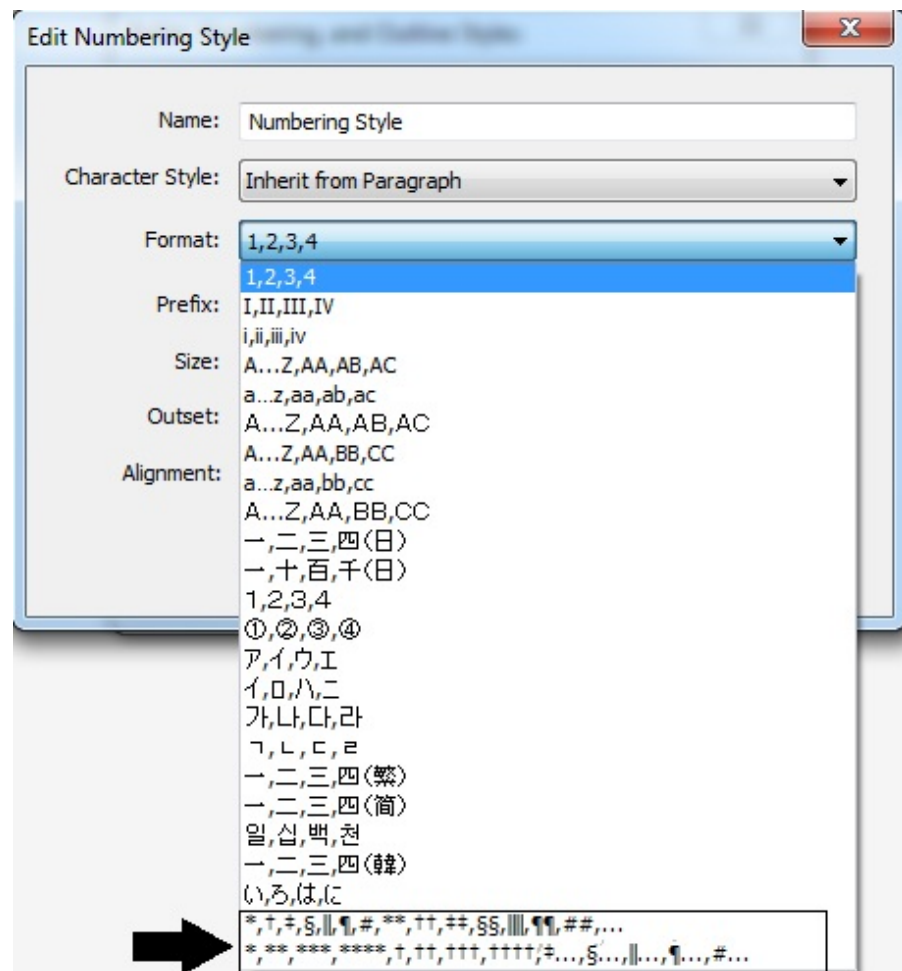 Edit Numbering Style
Name: Numbering Style
Character Style: Inherit from Paragraph
Format: 1,2,3,4
1,2,3,4
Prefix:
I,II,III,IV
i,ii,iii,iv
Size:
A...Z,AA,AB,AC
a...z,aa,ab,ac
Outset:
A...Z,AA,AB,AC
A...Z,AA,BB,CC
Alignment:
a...z,aa,bb,cc
A...Z,AA,BB,CC
一,二,三,四(日)
一,十,百,千(日)
1,2,3,4
①,②,③,④
ア,イ,ウ,エ
イ,ロ,ハ,ニ
가,나,다,라
ㄱ,ㄴ,ㄷ,ㄹ
一,二,三,四(繁)
一,二,三,四(简)
일,십,백,천
一,二,三,四(韓)
い,ろ,は,に
*,†,‡,§,‖,¶,#,**,††,‡‡,§§,‖‖,¶¶,##,...
*,**,***,****,†,††,†††,††††,‡...,§...,‖...,¶...,#...